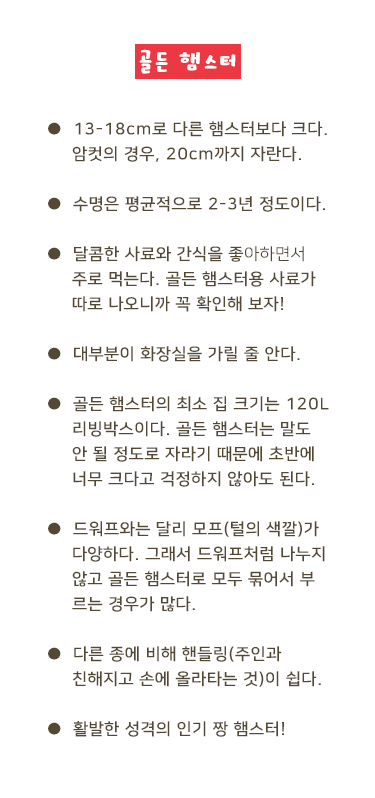 골든 햄스터
● 13-18cm로 다른 햄스터보다 크다.
암컷의 경우, 20cm까지 자란다.
● 수명은 평균적으로 2-3년 정도이다.
● 달콤한 사료와 간식을 좋아하면서
주로 먹는다. 골든 햄스터용 사료가
따로 나오니까 꼭 확인해 보자!
● 대부분이 화장실을 가릴 줄 안다.
● 골든 햄스터의 최소 집 크기는 120L
리빙박스이다. 골든 햄스터는 말도
안 될 정도로 자라기 때문에 초반에
너무 크다고 걱정하지 않아도 된다.
● 드워프와는 달리 모프(털의 색깔)가
다양하다. 그래서 드워프처럼 나누지
않고 골든 햄스터로 모두 묶어서 부
르는 경우가 많다.
● 다른 종에 비해 핸들링(주인과
친해지고 손에 올라타는 것)이 쉽다.
● 활발한 성격의 인기 짱 햄스터!